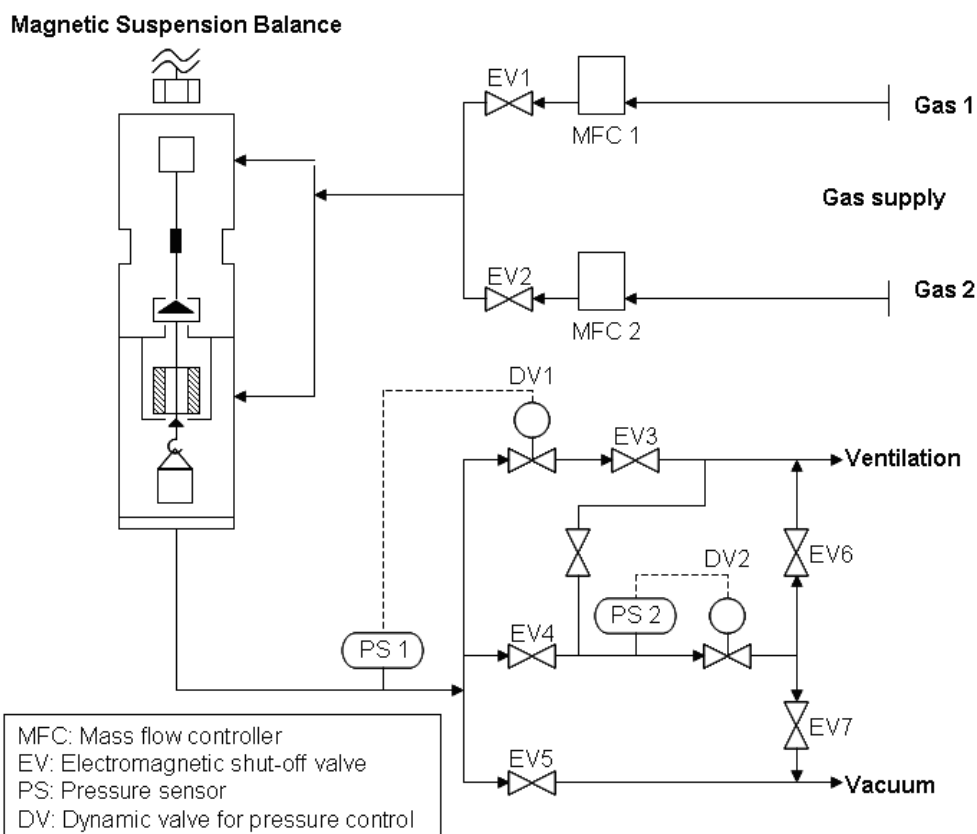 Magnetic Suspension Balance
EV1
MFC 1
Gas 1
Gas supply
EV2
MFC 2
Gas 2
DV1
EV3
Ventilation
DV2
EV6
PS 2
EV4
PS 1
EV7
EV5
Vacuum
MFC: Mass flow controller
EV: Electromagnetic shut-off valve
PS: Pressure sensor
DV: Dynamic valve for pressure control